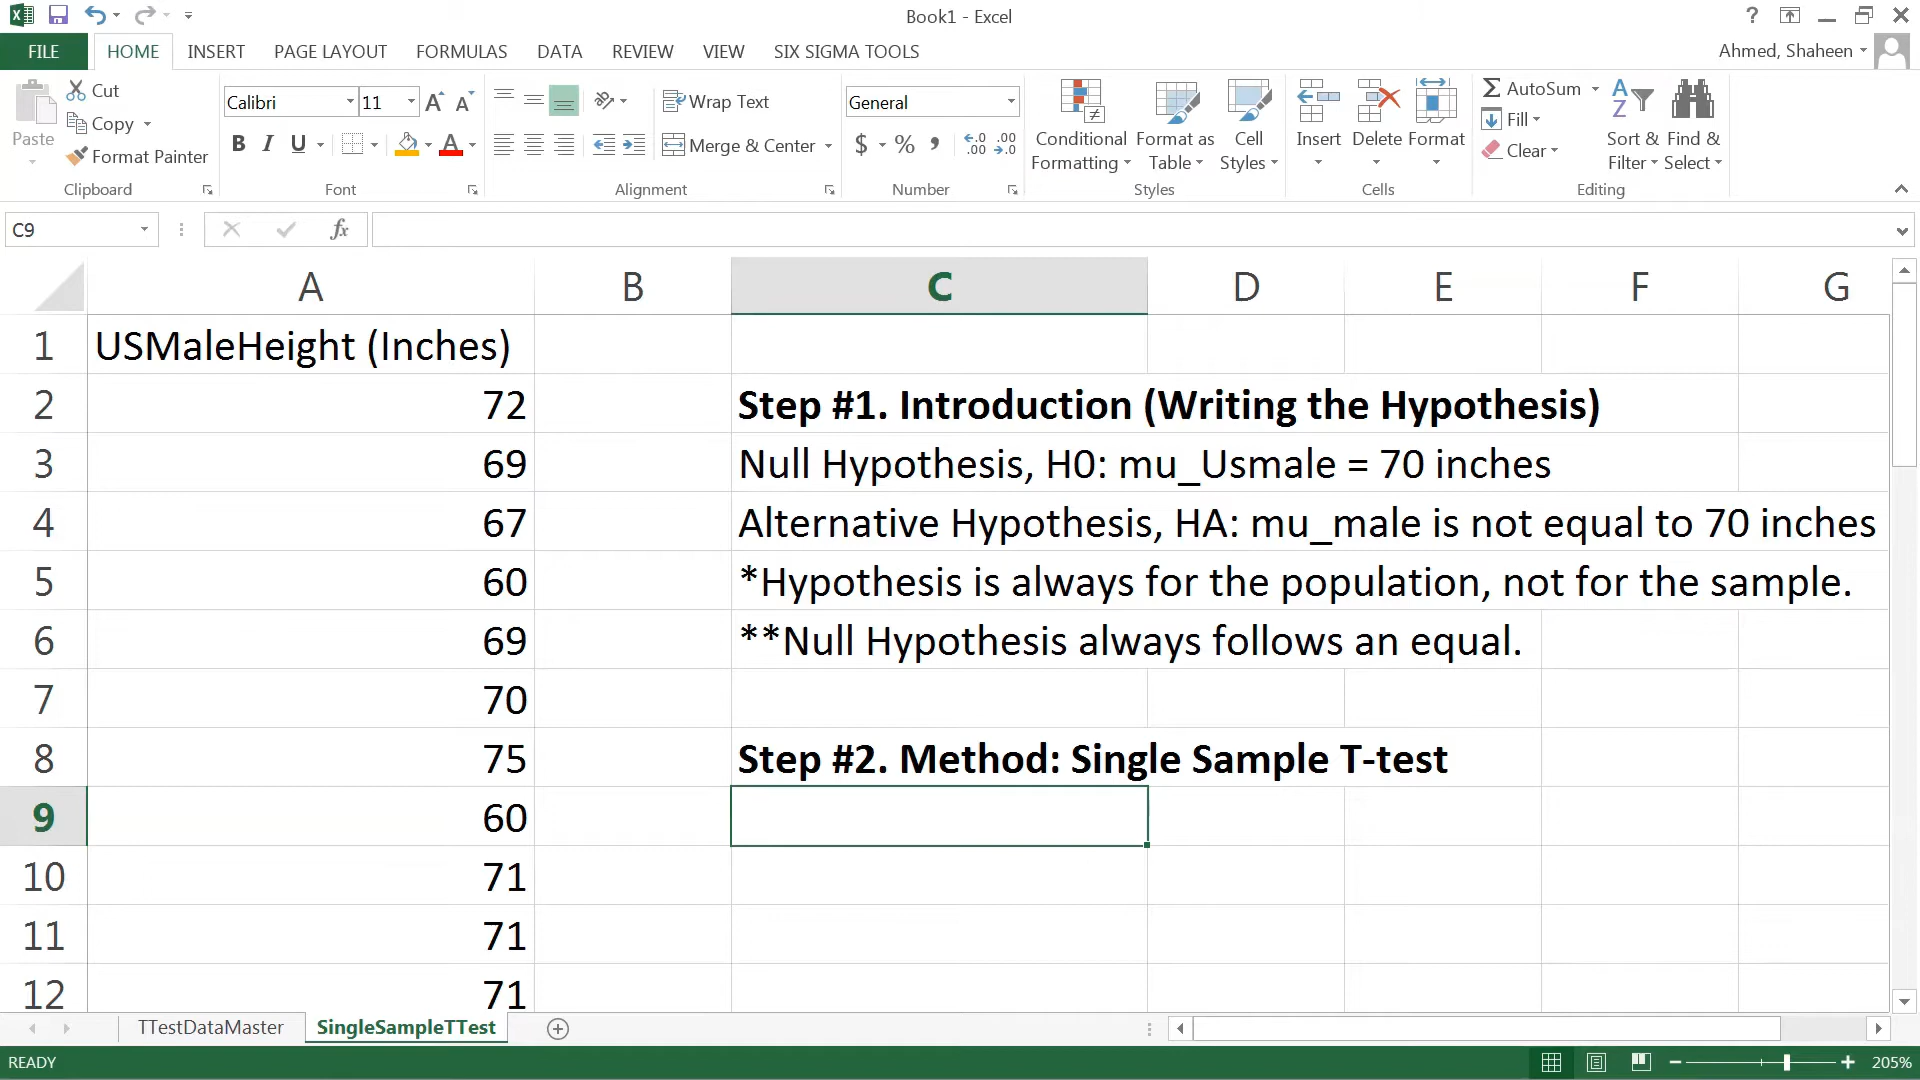 Book1 - Excel
?
FILE HOME INSERT PAGE LAYOUT FORMULAS DATA REVIEW VIEW SIX SIGMA TOOLS
Ahmed, Shaheen
Paste
Cut
Copy
Format Painter
Clipboard
Calibri 11
B I U
Font
Wrap Text
Merge & Center
Alignment
General
$ % ,
Number
Conditional Formatting
Format as Table
Cell Styles
Styles
Insert
Delete
Format
Cells
AutoSum
Fill
Clear
Sort & Filter
Find & Select
Editing
C9
fx
A B C D E F G
1 USMaleHeight (Inches)
2 72 Step #1. Introduction (Writing the Hypothesis)
3 69 Null Hypothesis, H0: mu_Usmale = 70 inches
4 67 Alternative Hypothesis, HA: mu_male is not equal to 70 inches
5 60 *Hypothesis is always for the population, not for the sample.
6 69 **Null Hypothesis always follows an equal.
7 70
8 75 Step #2. Method: Single Sample T-test
9 60
10 71
11 71
12 71
TTestDataMaster SingleSampleTTest
READY
205%